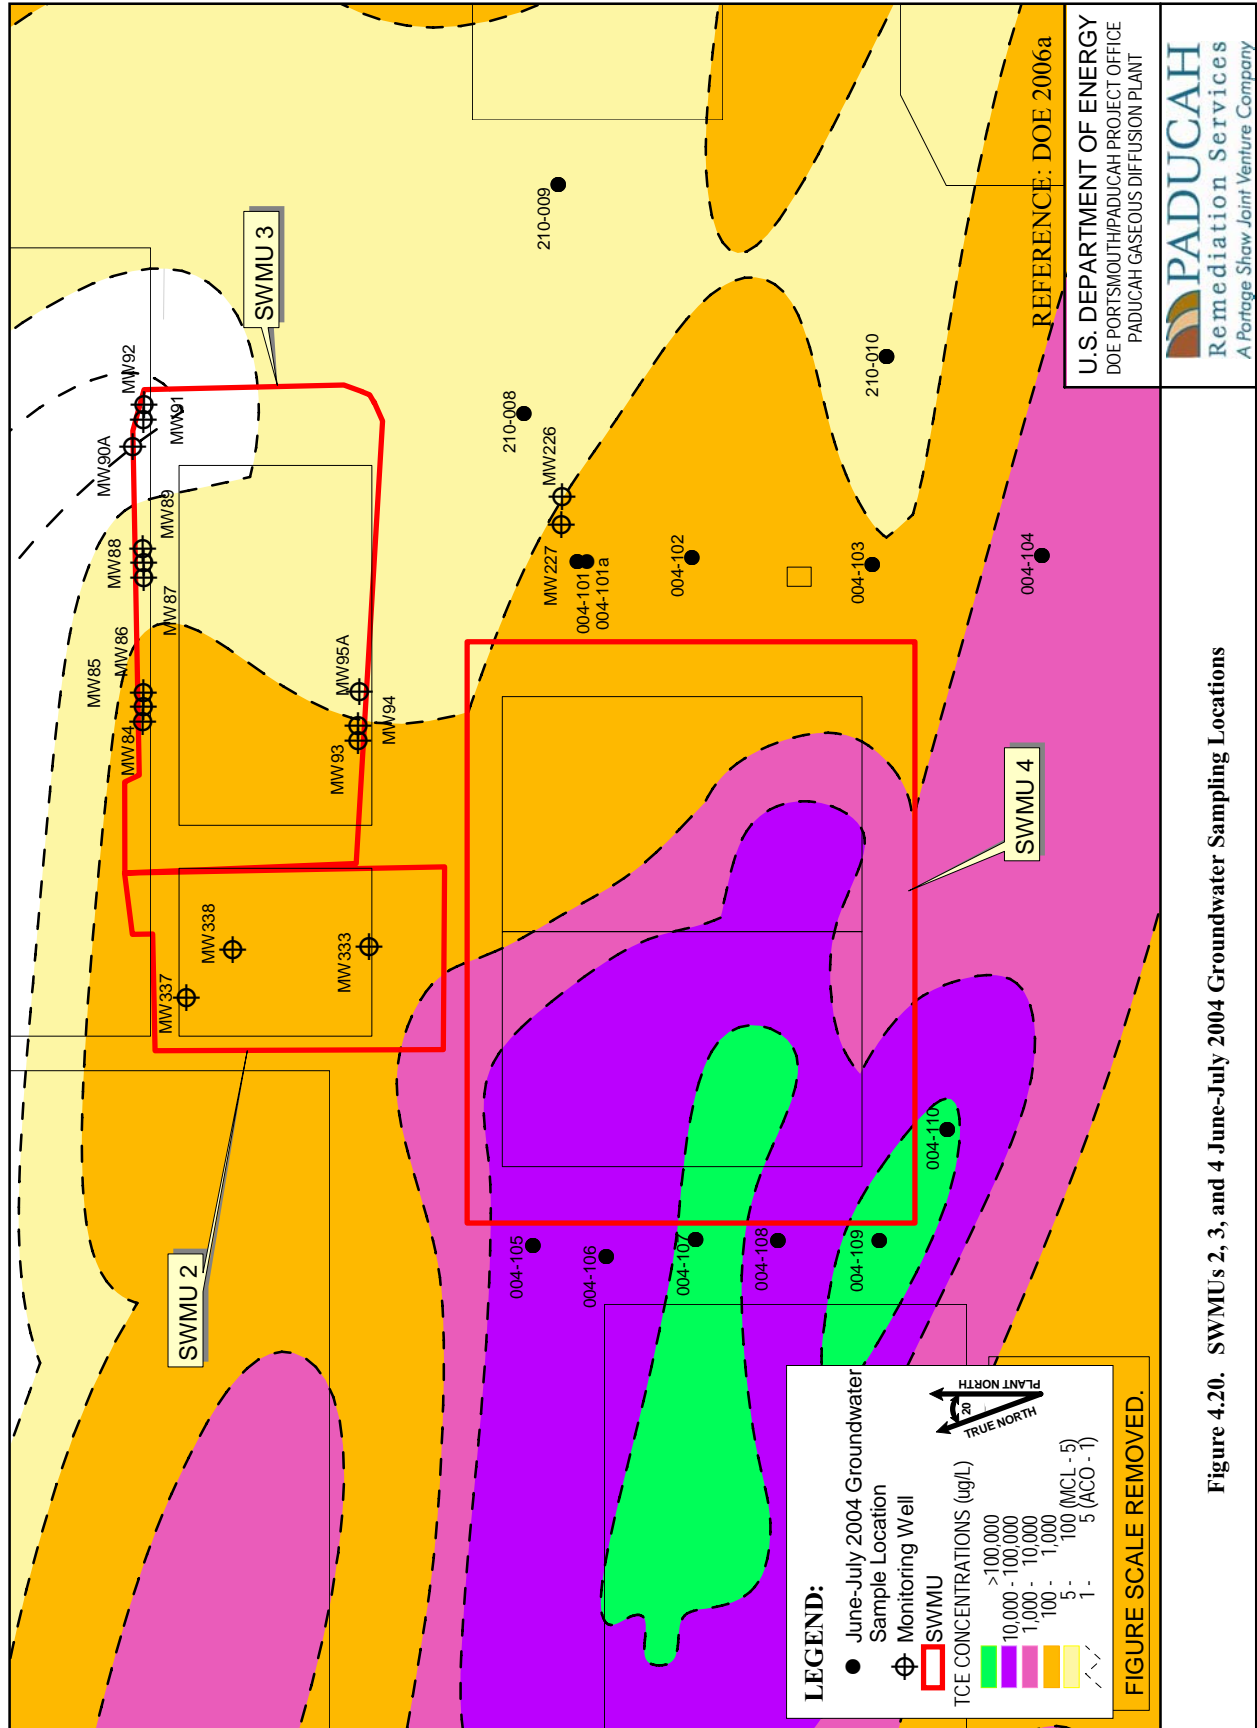 MW92
MW91
MW90A
MW89
MW88
MW87
MW86
MW85
MW84
MW95A
MW94
MW93
MW338
MW337
MW333
SWMU 3
SWMU 2
SWMU 4
210-009
210-008
210-010
MW226
MW227
004-101
004-101a
004-102
004-103
004-104
004-105
004-106
004-107
004-108
004-109
004-110
REFERENCE: DOE 2006a
U.S. DEPARTMENT OF ENERGY
DOE PORTSMOUTH/PADUCAH PROJECT OFFICE
PADUCAH GASEOUS DIFFUSION PLANT
PADUCAH
Remediation Services
A Portage Shaw Joint Venture Company
LEGEND:
June-July 2004 Groundwater
Sample Location
Monitoring Well
SWMU
TCE CONCENTRATIONS (ug/L)
>100,000
10,000 - 100,000
1,000 - 10,000
100 - 1,000
5 - 100 (MCL - 5)
1 - 5 (ACO - 1)
PLANT NORTH
20
TRUE NORTH
FIGURE SCALE REMOVED.
Figure 4.20. SWMUs 2, 3, and 4 June-July 2004 Groundwater Sampling Locations